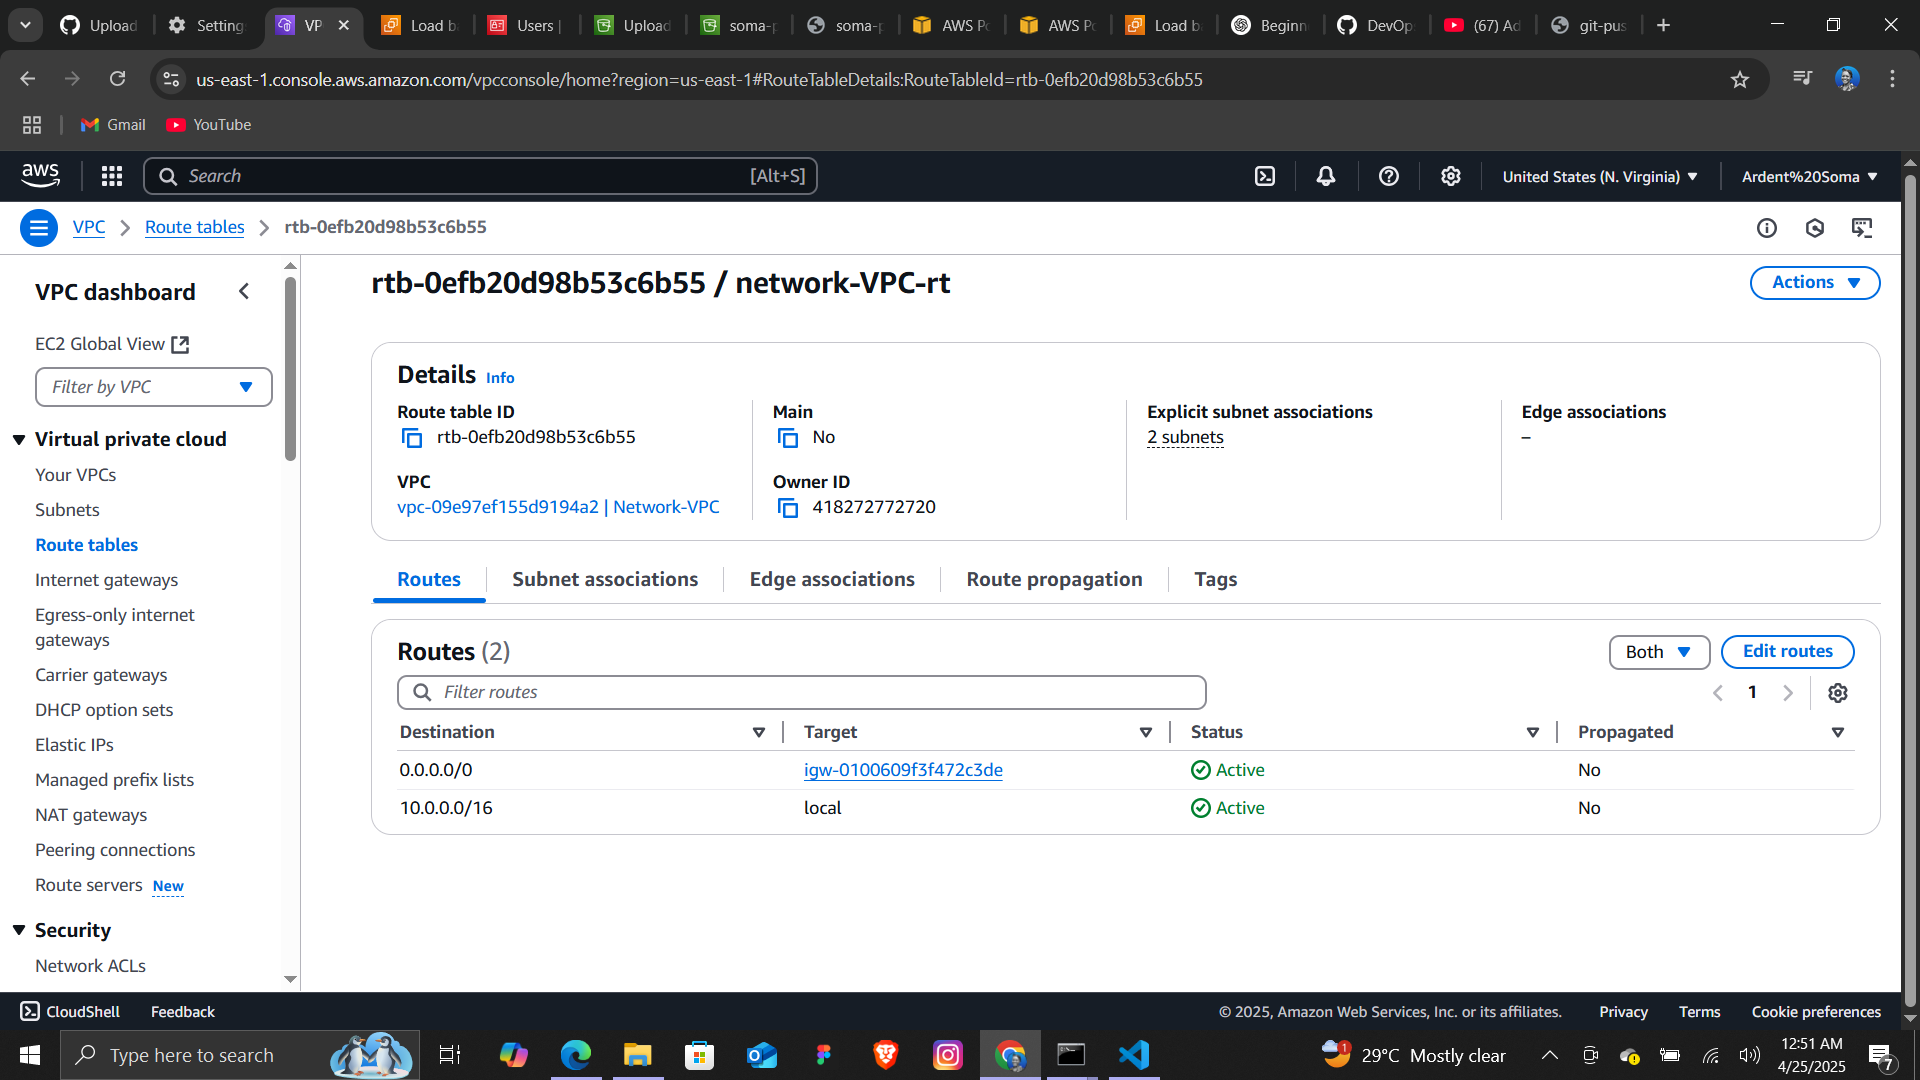 Upload
Setting
VP
Load b
Users |
Upload
soma-p
soma-p
AWS Po
AWS Po
Load b
Beginn
DevOp
(67) Ad
git-pus
us-east-1.console.aws.amazon.com/vpcconsole/home?region=us-east-1#RouteTableDetails:RouteTableId=rtb-0efb20d98b53c6b55
Gmail
YouTube
aws
Search
[Alt+S]
United States (N. Virginia)
Ardent%20Soma
VPC
Route tables
rtb-0efb20d98b53c6b55
VPC dashboard
EC2 Global View
Filter by VPC
Virtual private cloud
Your VPCs
Subnets
Route tables
Internet gateways
Egress-only internet
gateways
Carrier gateways
DHCP option sets
Elastic IPs
Managed prefix lists
NAT gateways
Peering connections
Route servers New
Security
Network ACLs
rtb-0efb20d98b53c6b55 / network-VPC-rt
Actions
Details Info
Route table ID
rtb-0efb20d98b53c6b55
Main
No
Explicit subnet associations
2 subnets
Edge associations
–
VPC
vpc-09e97ef155d9194a2 | Network-VPC
Owner ID
418272772720
Routes
Subnet associations
Edge associations
Route propagation
Tags
Routes (2)
Both
Edit routes
Filter routes
1
Destination Target Status Propagated
0.0.0.0/0 igw-0100609f3f472c3de Active No
10.0.0.0/16 local Active No
CloudShell
Feedback
© 2025, Amazon Web Services, Inc. or its affiliates.
Privacy
Terms
Cookie preferences
Type here to search
1
29°C Mostly clear
12:51 AM
4/25/2025
7